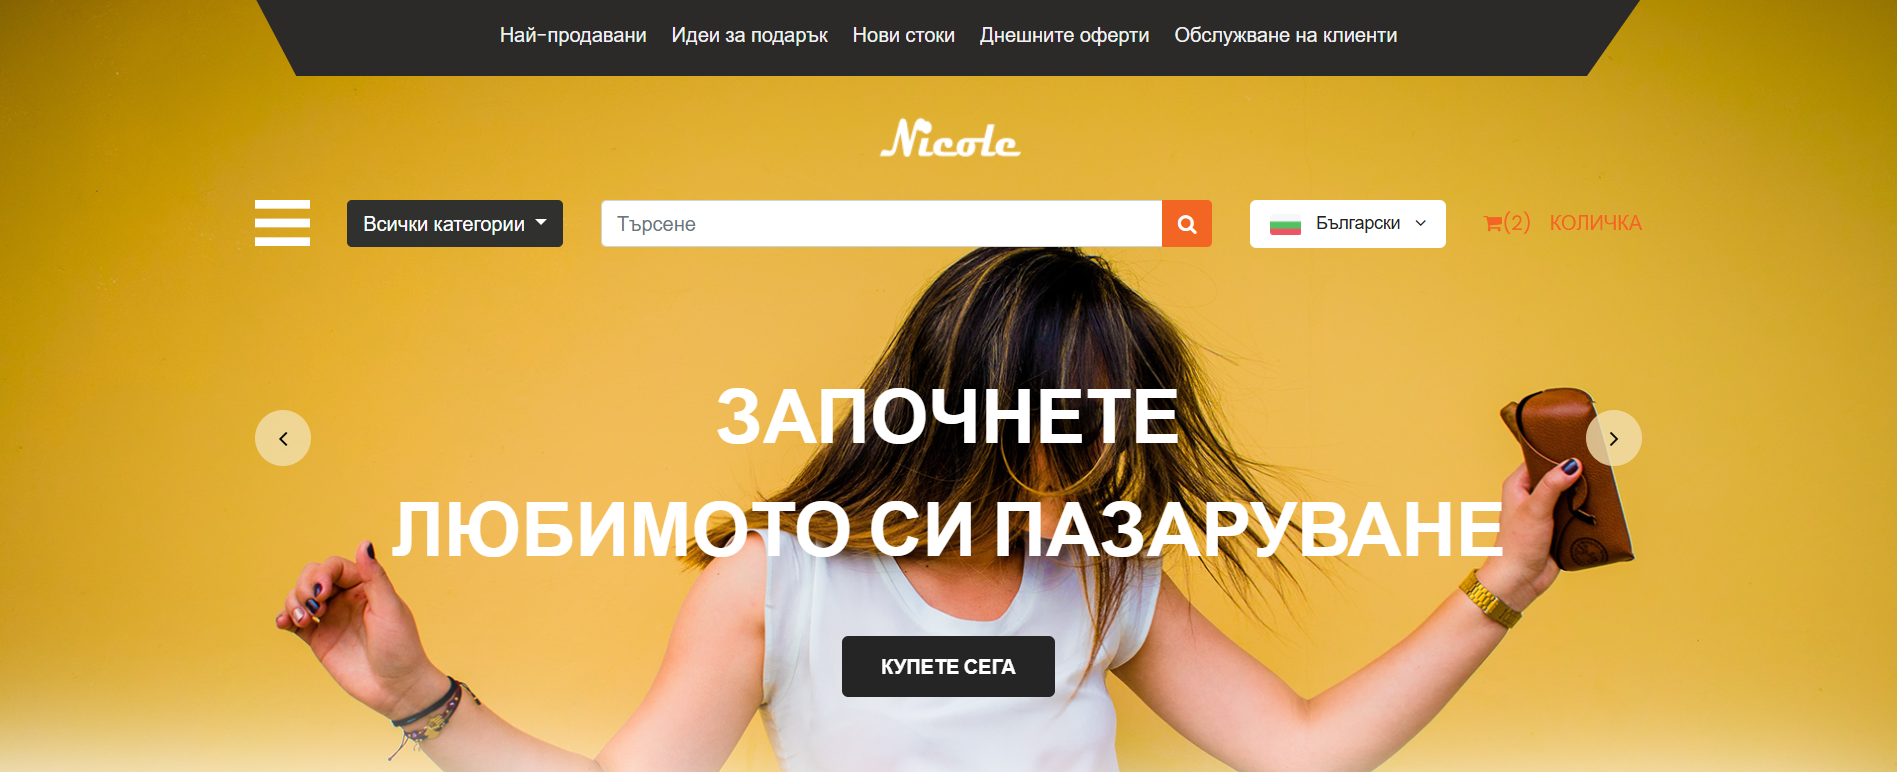 Най-продавани Идеи за подарък Нови стоки Днешните оферти Обслужване на клиенти
Nicole
Всички категории Търсене Български (2) КОЛИЧКА
ЗАПОЧНЕТЕ
ЛЮБИМОТО СИ ПАЗАРУВАНЕ
КУПЕТЕ СЕГА